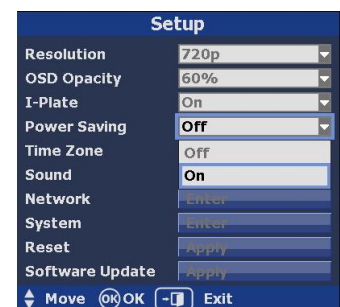 Setup
Resolution 720p
OSD Opacity 60%
I-Plate On
Power Saving Off
Time Zone Off
Sound On
Network Enter
System Enter
Reset Apply
Software Update Apply
Move OK OK Exit